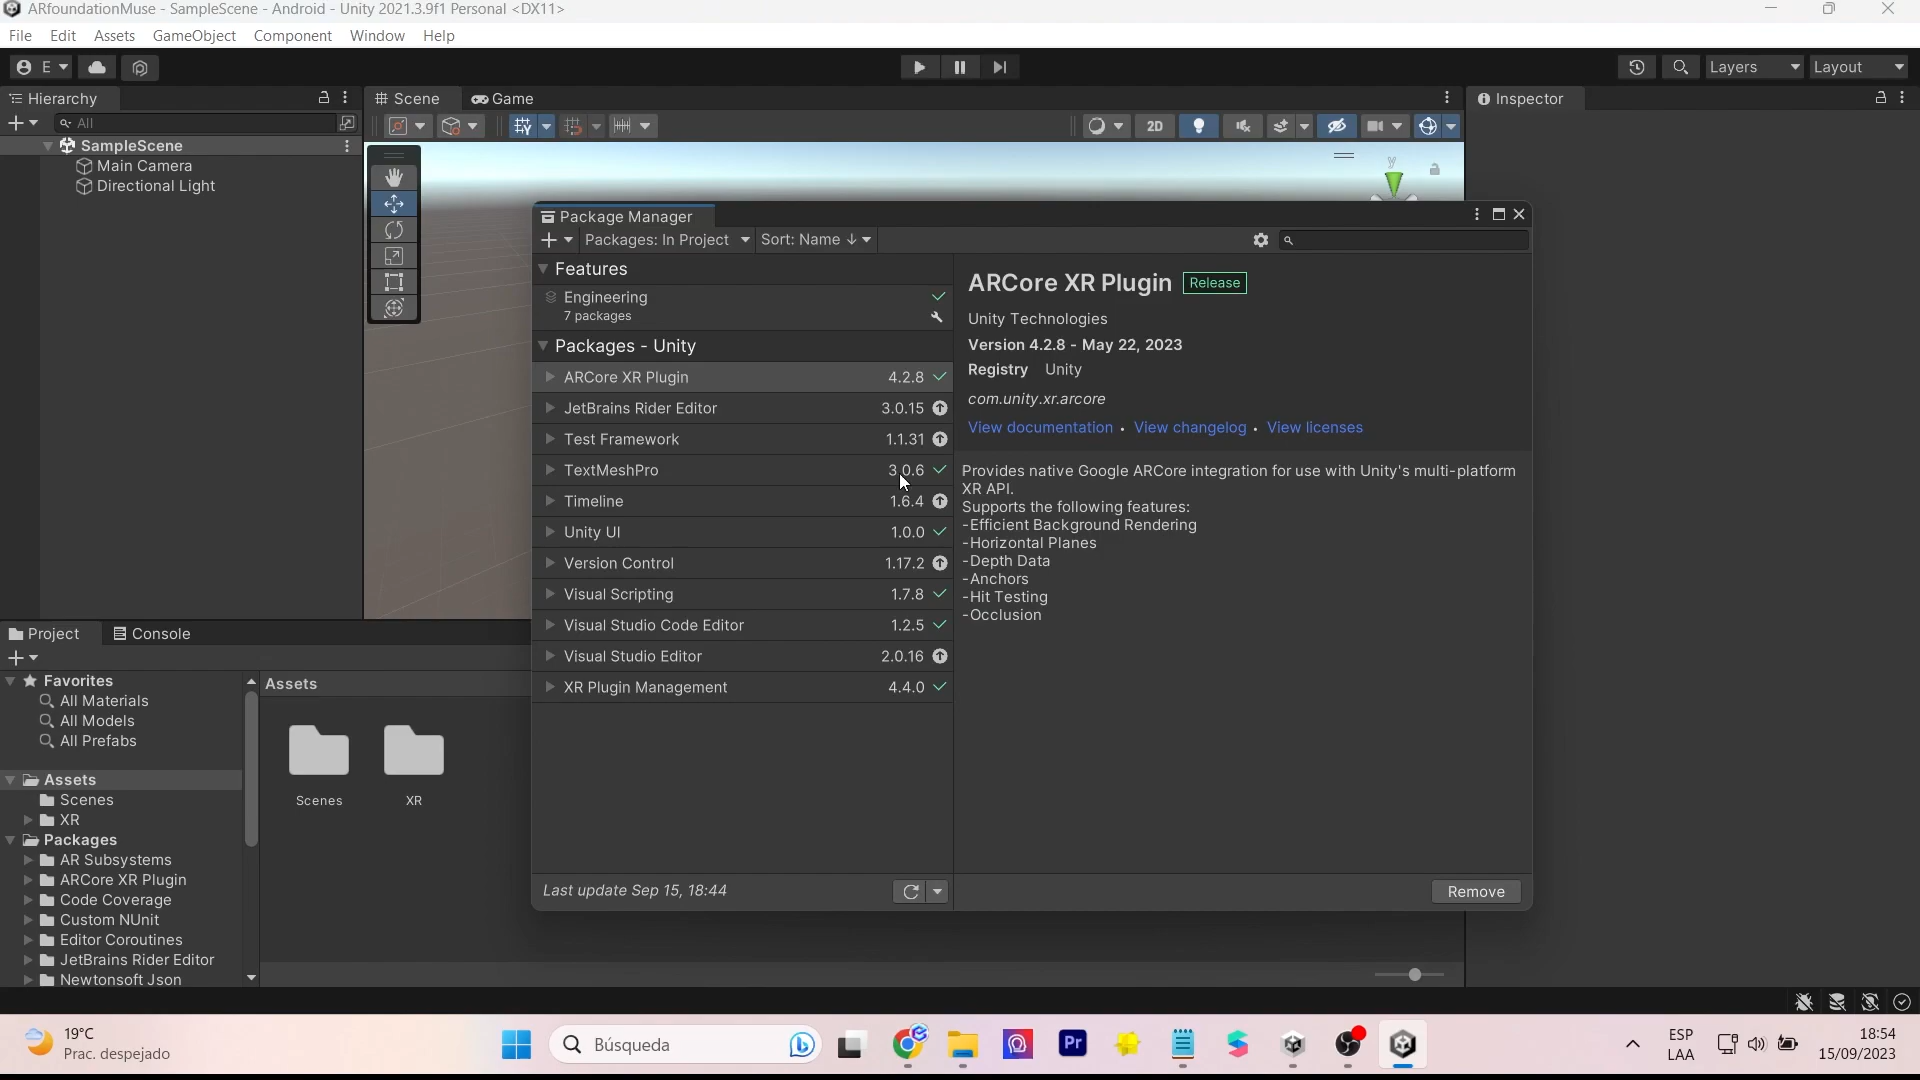 ARfoundationMuse - SampleScene - Android - Unity 2021.3.9f1 Personal <DX11>
File Edit Assets GameObject Component Window Help
E Layers Layout
Hierarchy
All
SampleScene
Main Camera
Directional Light
Scene Game
2D
y
Inspector
Package Manager
Packages: In Project Sort: Name ↓
Features
Engineering
7 packages
Packages - Unity
ARCore XR Plugin 4.2.8
JetBrains Rider Editor 3.0.15
Test Framework 1.1.31
TextMeshPro 3.0.6
Timeline 1.6.4
Unity UI 1.0.0
Version Control 1.17.2
Visual Scripting 1.7.8
Visual Studio Code Editor 1.2.5
Visual Studio Editor 2.0.16
XR Plugin Management 4.4.0
Last update Sep 15, 18:44
ARCore XR Plugin Release
Unity Technologies
Version 4.2.8 - May 22, 2023
Registry Unity
com.unity.xr.arcore
View documentation • View changelog • View licenses
Provides native Google ARCore integration for use with Unity's multi-platform
XR API.
Supports the following features:
-Efficient Background Rendering
-Horizontal Planes
-Depth Data
-Anchors
-Hit Testing
-Occlusion
Remove
Project Console
Favorites
All Materials
All Models
All Prefabs
Assets
Scenes
XR
Packages
AR Subsystems
ARCore XR Plugin
Code Coverage
Custom NUnit
Editor Coroutines
JetBrains Rider Editor
Newtonsoft Json
Assets
Scenes XR
19°C
Prac. despejado
Búsqueda
Pr
ESP
LAA
18:54
15/09/2023